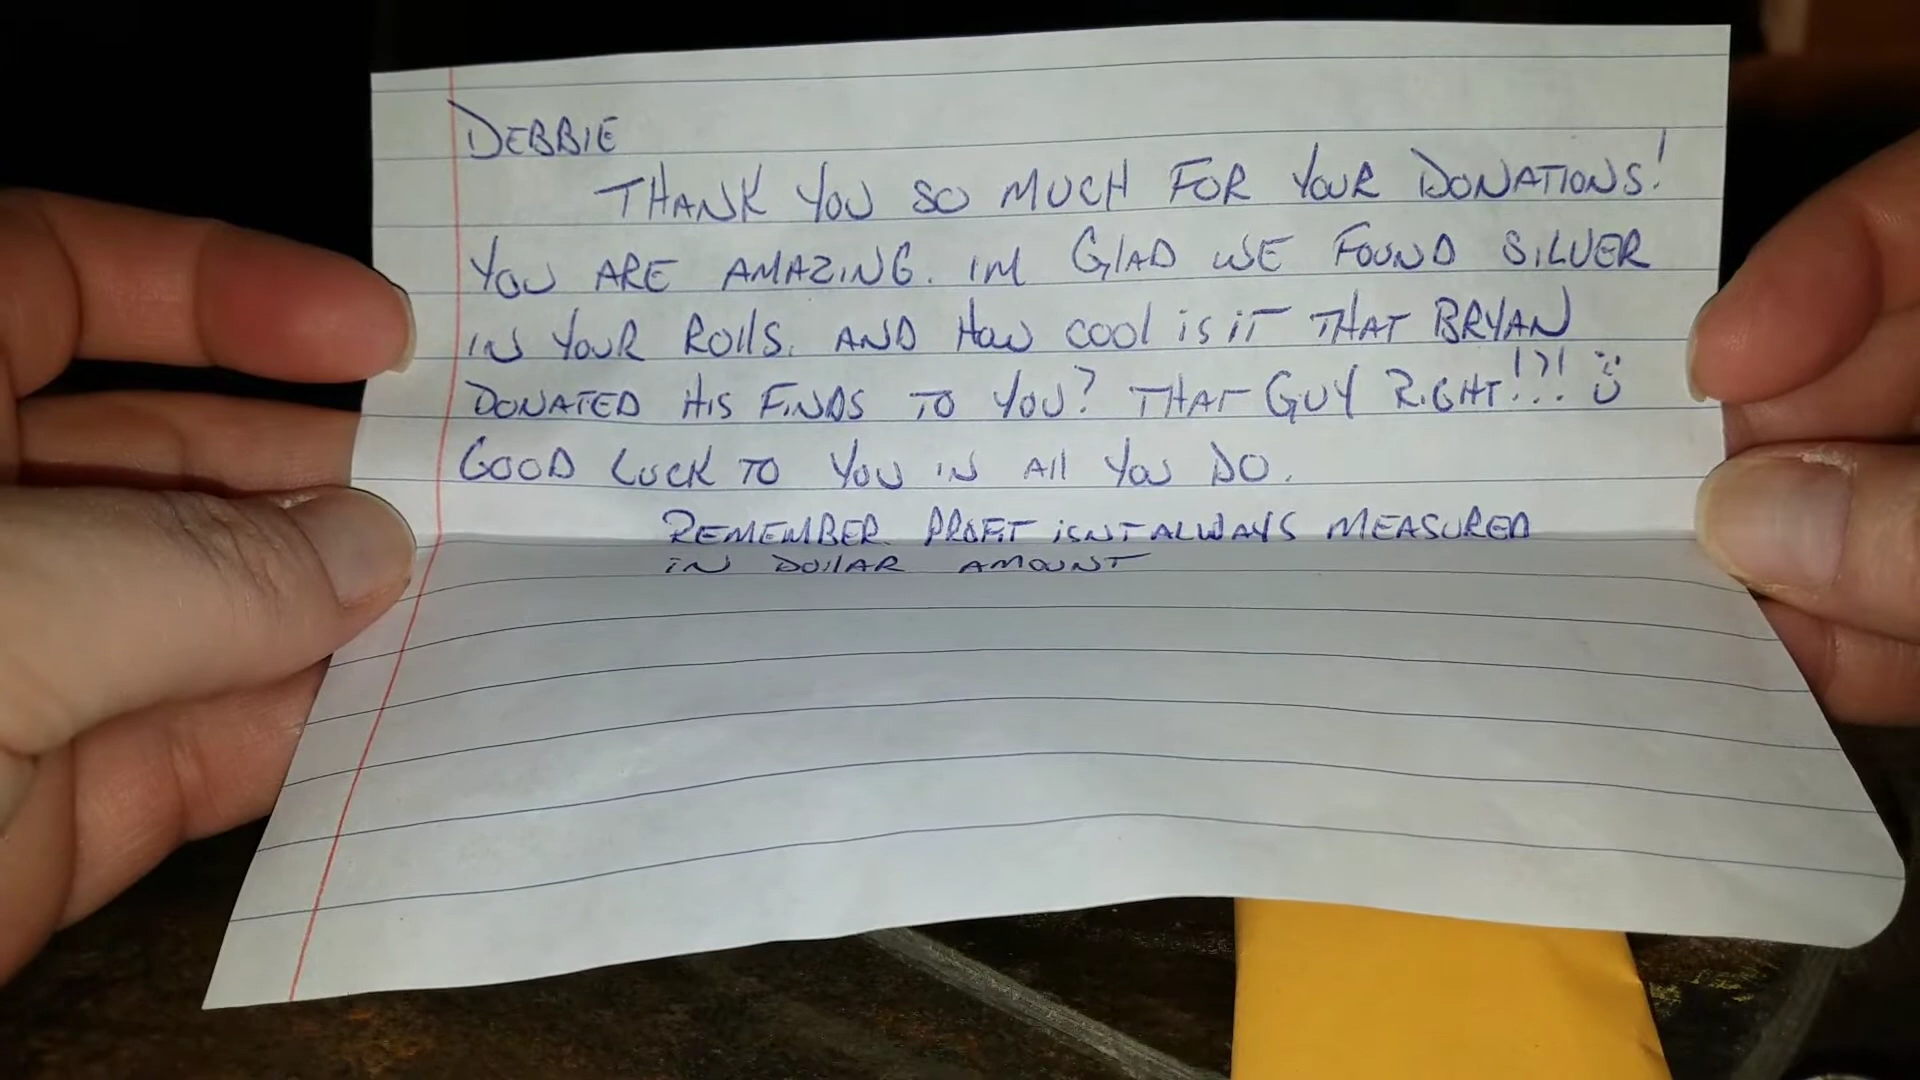 DEBBIE
THANK YOU SO MUCH FOR YOUR DONATIONS!
YOU ARE AMAZING. IM GLAD WE FOUND SILVER
IN YOUR ROLLS. AND HOW COOL IS IT THAT BRYAN
DONATED HIS FINDS TO YOU? THAT GUY RIGHT!?! :)
GOOD LUCK TO YOU IN ALL YOU DO.
REMEMBER PROFIT ISNT ALWAYS MEASURED
IN DOLLAR AMOUNT